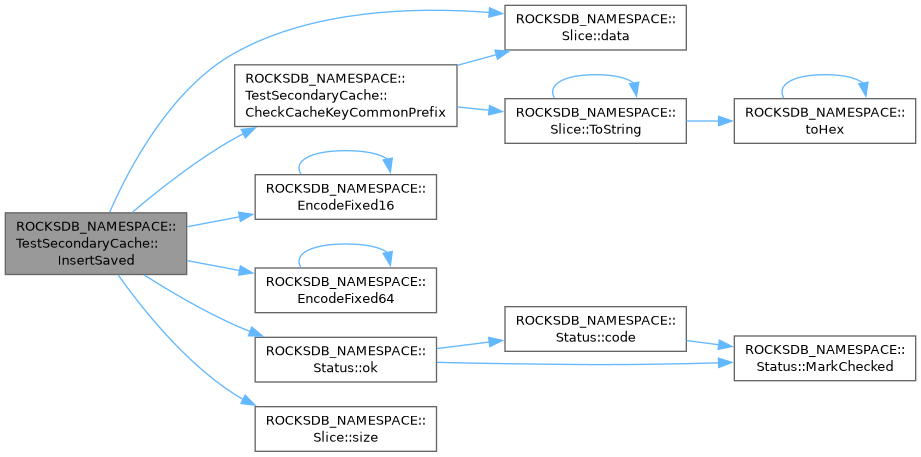 ROCKSDB_NAMESPACE::
Slice::data
ROCKSDB_NAMESPACE::
TestSecondaryCache::
CheckCacheKeyCommonPrefix
ROCKSDB_NAMESPACE::
Slice::ToString
ROCKSDB_NAMESPACE::
toHex
ROCKSDB_NAMESPACE::
EncodeFixed16
ROCKSDB_NAMESPACE::
TestSecondaryCache::
InsertSaved
ROCKSDB_NAMESPACE::
EncodeFixed64
ROCKSDB_NAMESPACE::
Status::code
ROCKSDB_NAMESPACE::
Status::ok
ROCKSDB_NAMESPACE::
Status::MarkChecked
ROCKSDB_NAMESPACE::
Slice::size